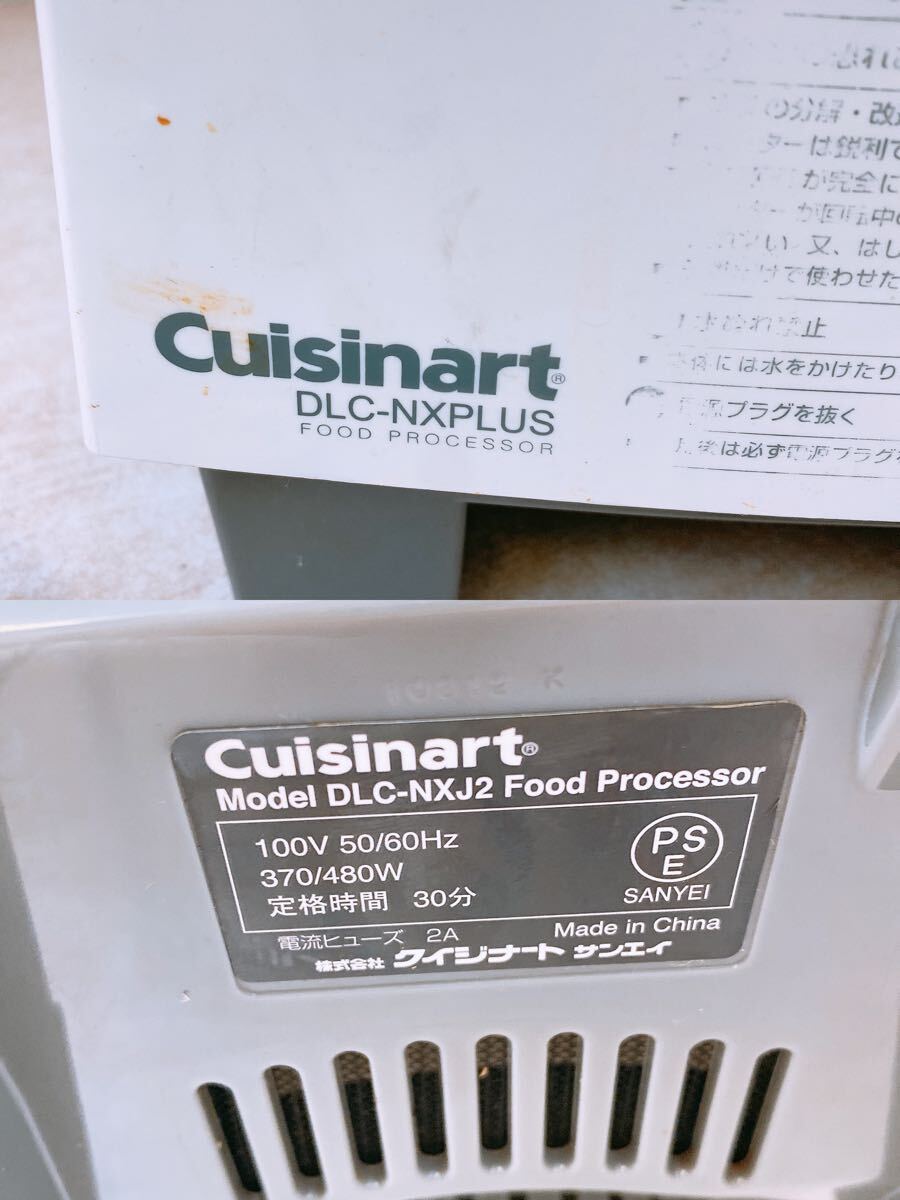 Cuisinart®
DLC-NXPLUS
FOOD PROCESSOR
の分解・改
は鋭利で
が完全に
が回転中の
い 又、はし
けで使わせた
水ぬれ禁止
本体には水をかけたり
電源プラグを抜く
後は必ず電源プラグ
Cuisinart®
Model DLC-NXJ2 Food Processor
100V 50/60Hz
370/480W
定格時間 30分
PS
E
SANYEI
電流ヒューズ 2A
Made in China
株式会社 クイジナート サンエイ